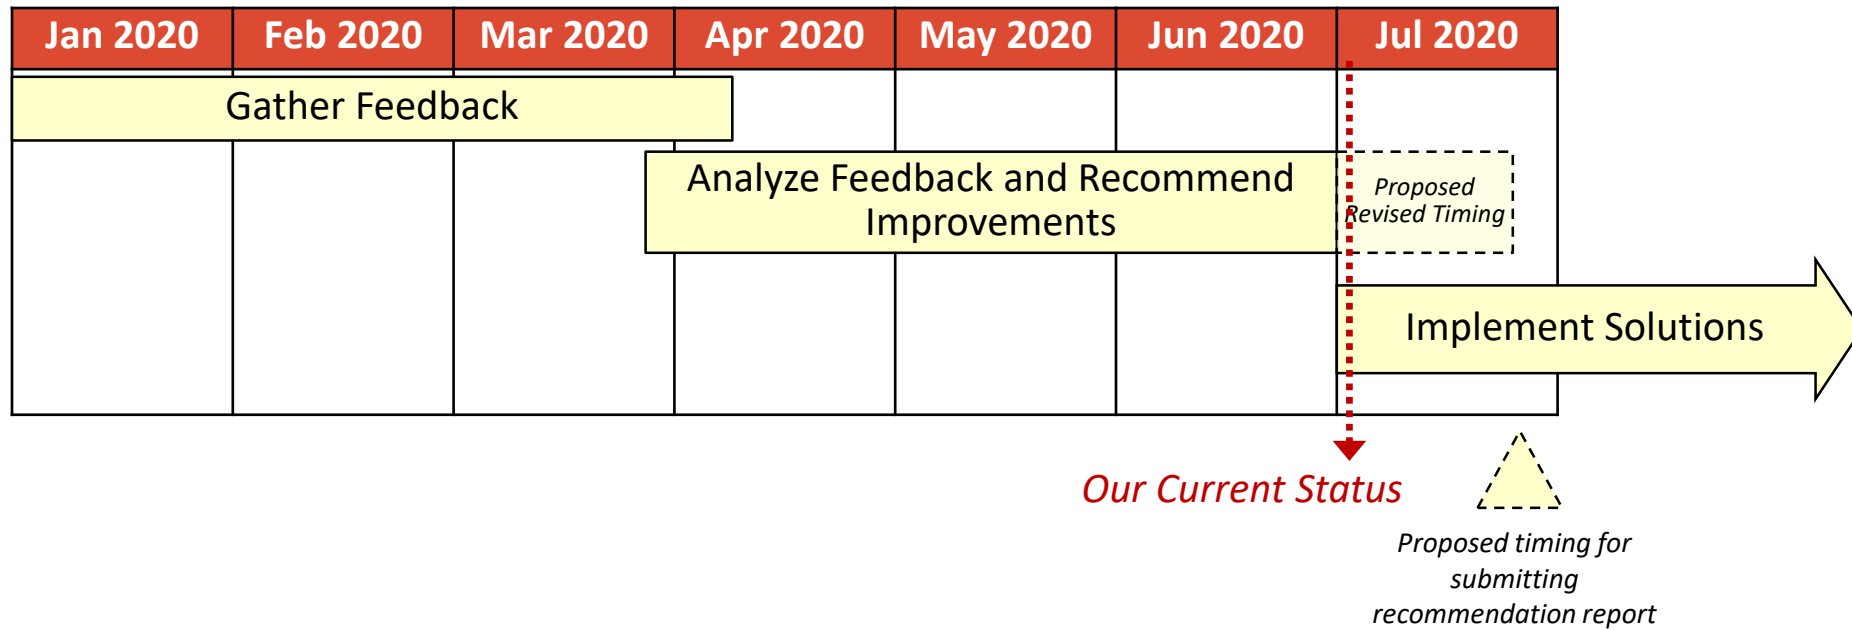 Jan 2020
Feb 2020
Mar 2020
Apr 2020
May 2020
Jun 2020
Jul 2020
Gather Feedback
Analyze Feedback and Recommend
Improvements
Proposed
Revised Timing
Implement Solutions
Our Current Status
Proposed timing for
submitting
recommendation report